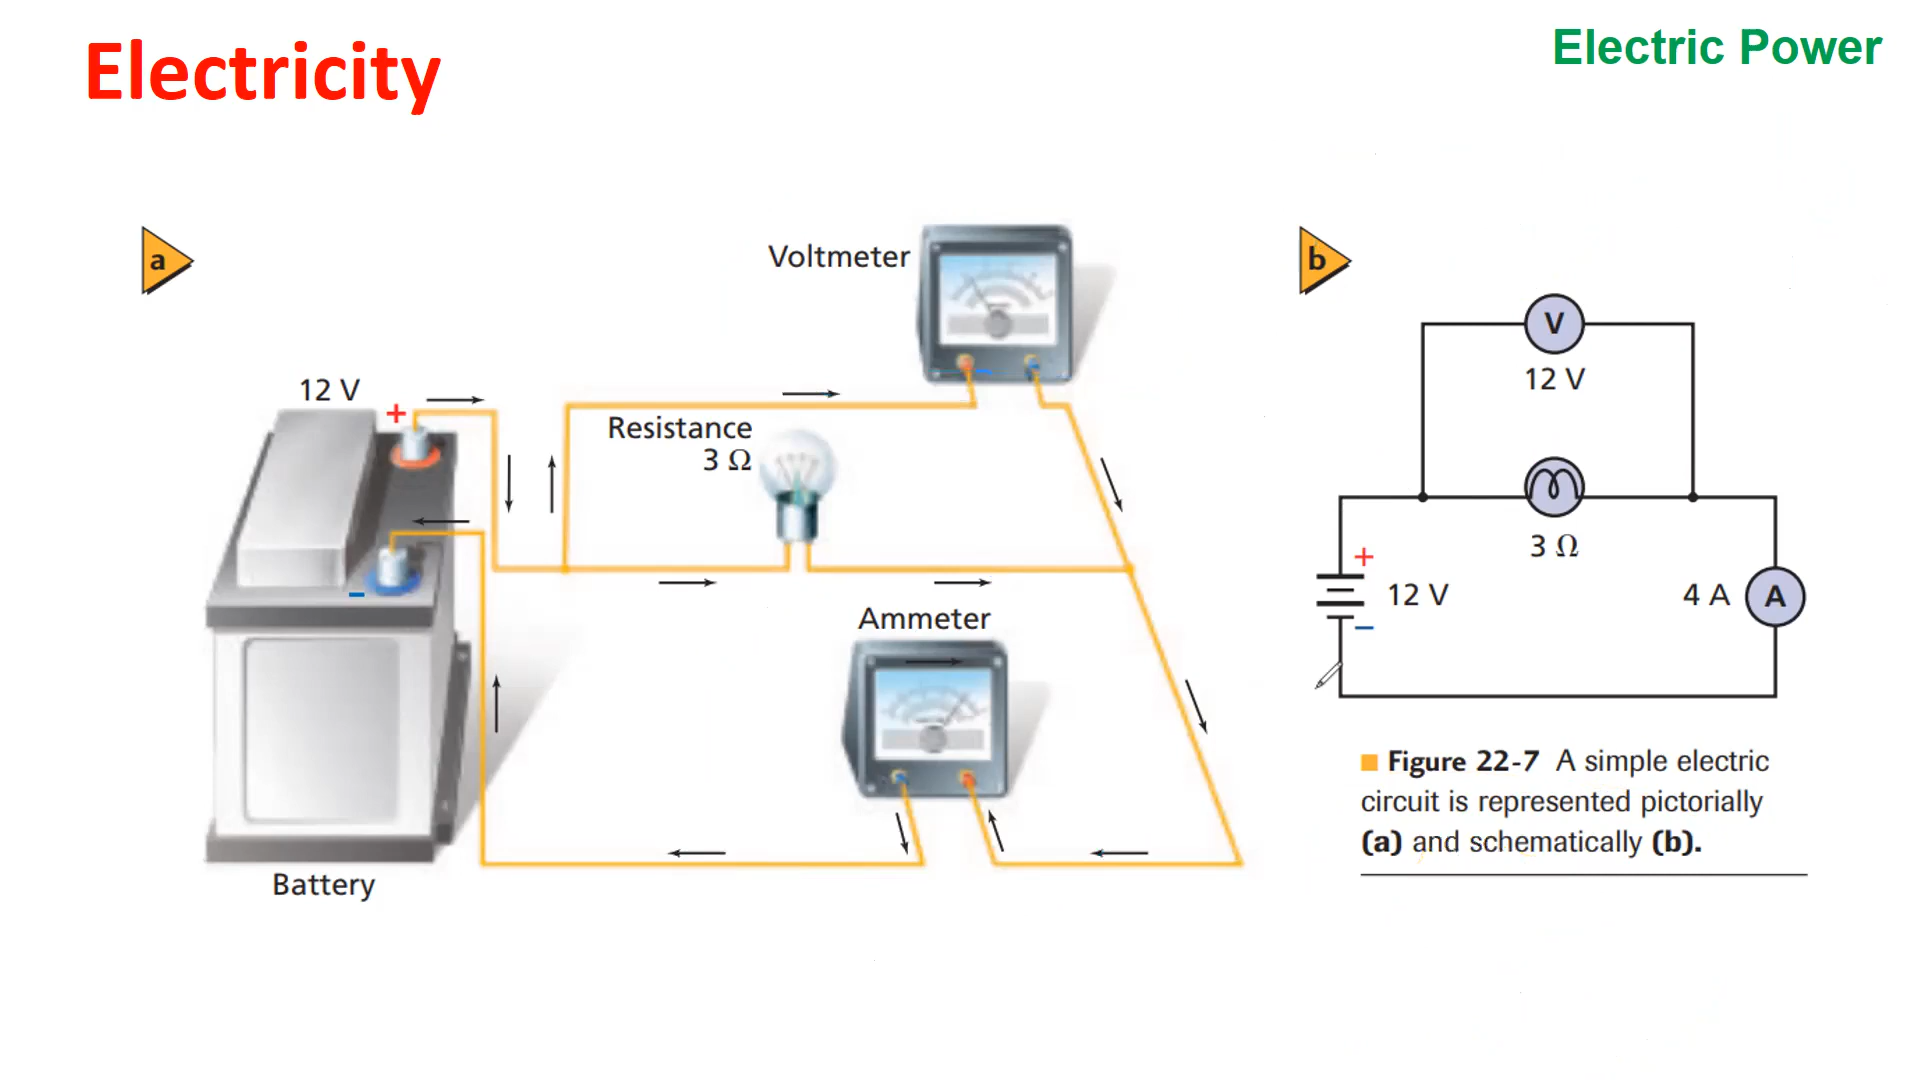 Electricity
Electric Power
a
Voltmeter
12 V
+
Resistance
3 Ω
–
Ammeter
Battery
b
V
12 V
3 Ω
+
12 V
–
4 A
A
Figure 22-7 A simple electric
circuit is represented pictorially
(a) and schematically (b).